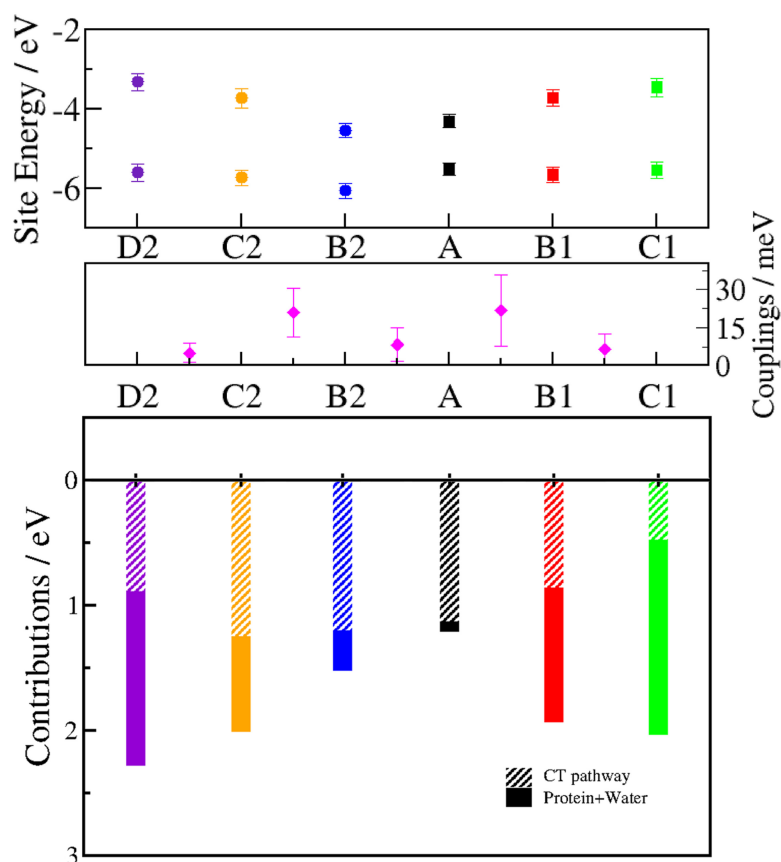 -2
-4
-6
Site Energy / eV
D2 C2 B2 A B1 C1
30
15
0
Couplings / meV
D2 C2 B2 A B1 C1
0
1
2
3
Contributions / eV
CT pathway
Protein+Water